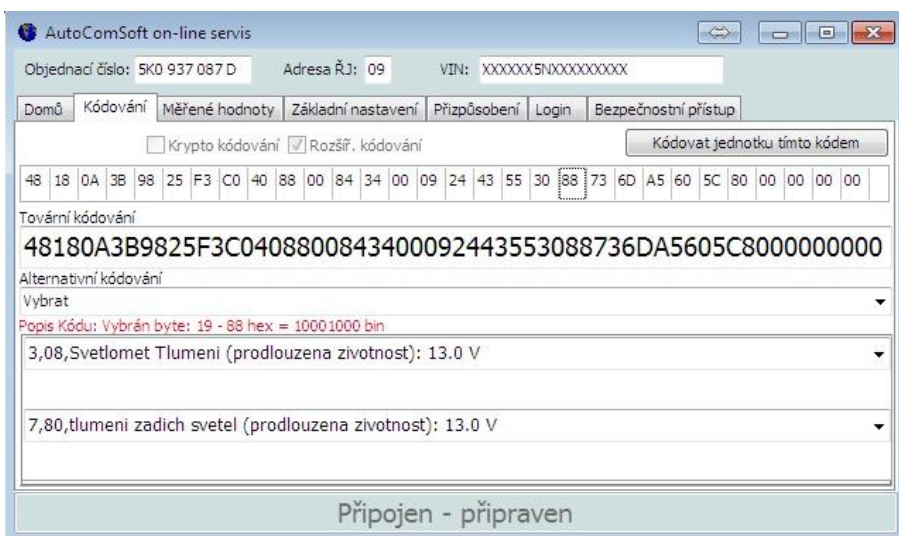 AutoComSoft on-line servis
Objednací číslo: 5K0 937 087 D Adresa ŘJ: 09 VIN: XXXXXX5NXXXXXXXXX
Domů Kódování Měřené hodnoty Základní nastavení Přizpůsobení Login Bezpečnostní přístup
Krypto kódování Rozšíř. kódování Kódovat jednotku tímto kódem
48 18 0A 3B 98 25 F3 C0 40 88 00 84 34 00 09 24 43 55 30 88 73 6D A5 60 5C 80 00 00 00 00
Tovární kódování
48180A3B9825F3C0408800843400092443553088736DA5605C8000000000
Alternativní kódování
Vybrat
Popis Kódu: Vybrán byte: 19 - 88 hex = 10001000 bin
3,08,Svetlomet Tlumeni (prodlouzena zivotnost): 13.0 V
7,80,tlumeni zadich svetel (prodlouzena zivotnost): 13.0 V
Připojen - připraven